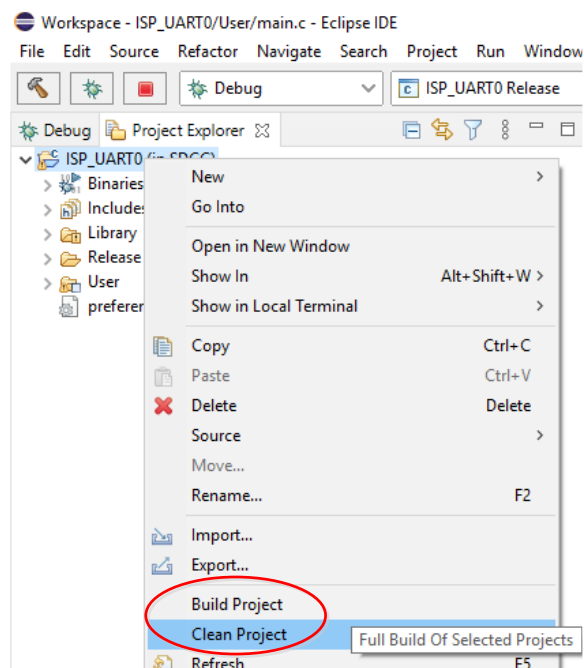 Workspace - ISP_UART0/User/main.c - Eclipse IDE
File Edit Source Refactor Navigate Search Project Run Window
Debug ISP_UART0 Release
Debug Project Explorer
ISP_UART0 (in SDCC)
Binaries
Includes
Library
Release
User
preferen
New
Go Into
Open in New Window
Show In Alt+Shift+W
Show in Local Terminal
Copy Ctrl+C
Paste Ctrl+V
Delete Delete
Source
Move...
Rename... F2
Import...
Export...
Build Project
Clean Project
Full Build Of Selected Projects
Refresh F5